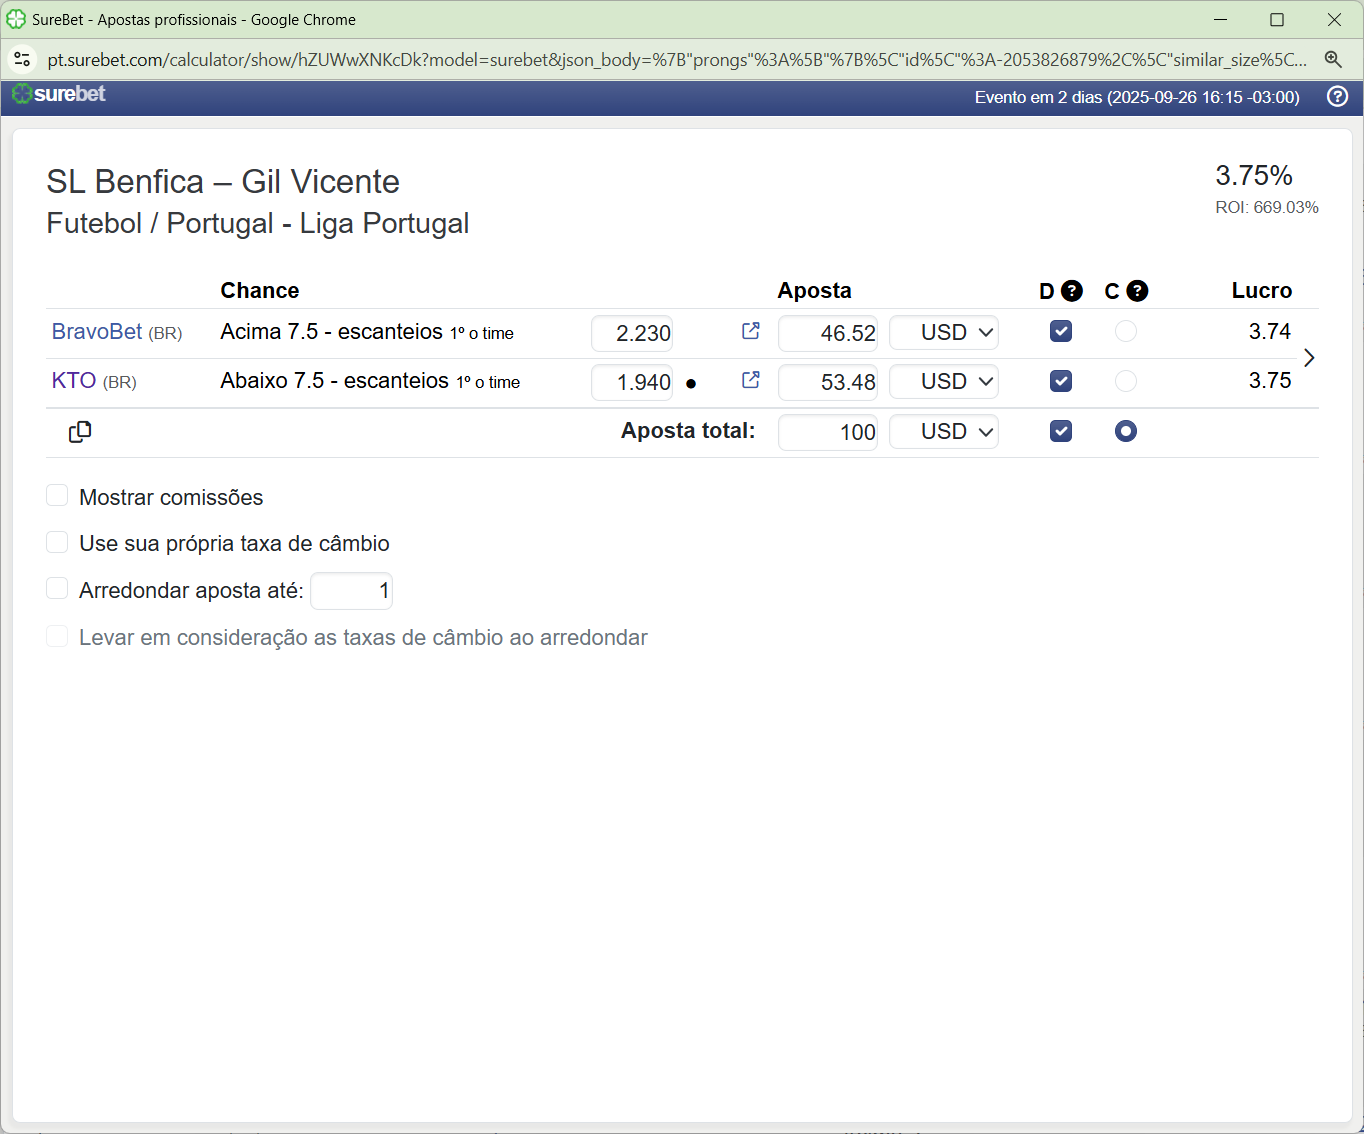 SureBet - Apostas profissionais - Google Chrome
pt.surebet.com/calculator/show/hZUWwXNKcDk?model=surebet&json_body=%7B"prongs"%3A%5B"%7B%5C"id%5C"%3A-2053826879%2C%5C"similar_size%5C...
surebet
Evento em 2 dias (2025-09-26 16:15 -03:00)
SL Benfica – Gil Vicente
3.75%
Futebol / Portugal - Liga Portugal
ROI: 669.03%
Chance Aposta D C Lucro
BravoBet (BR) Acima 7.5 - escanteios 1º o time 2.230 46.52 USD 3.74
KTO (BR) Abaixo 7.5 - escanteios 1º o time 1.940 ● 53.48 USD 3.75
Aposta total: 100 USD
Mostrar comissões
Use sua própria taxa de câmbio
Arredondar aposta até: 1
Levar em consideração as taxas de câmbio ao arredondar